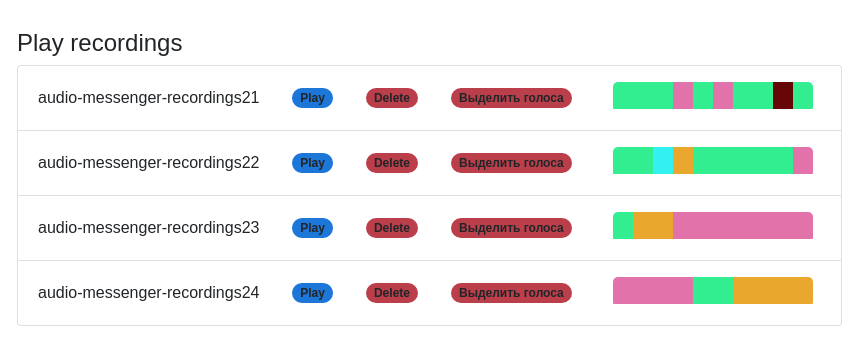 Play recordings
audio-messenger-recordings21 Play Delete Выделить голоса
audio-messenger-recordings22 Play Delete Выделить голоса
audio-messenger-recordings23 Play Delete Выделить голоса
audio-messenger-recordings24 Play Delete Выделить голоса